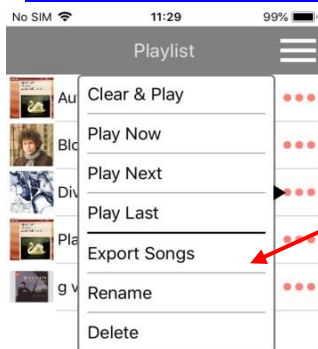 No SIM 11:29 99%
Playlist
Clear & Play
Au
Play Now
Blo
Play Next
Div
Play Last
Pla
Export Songs
g v
Rename
Delete